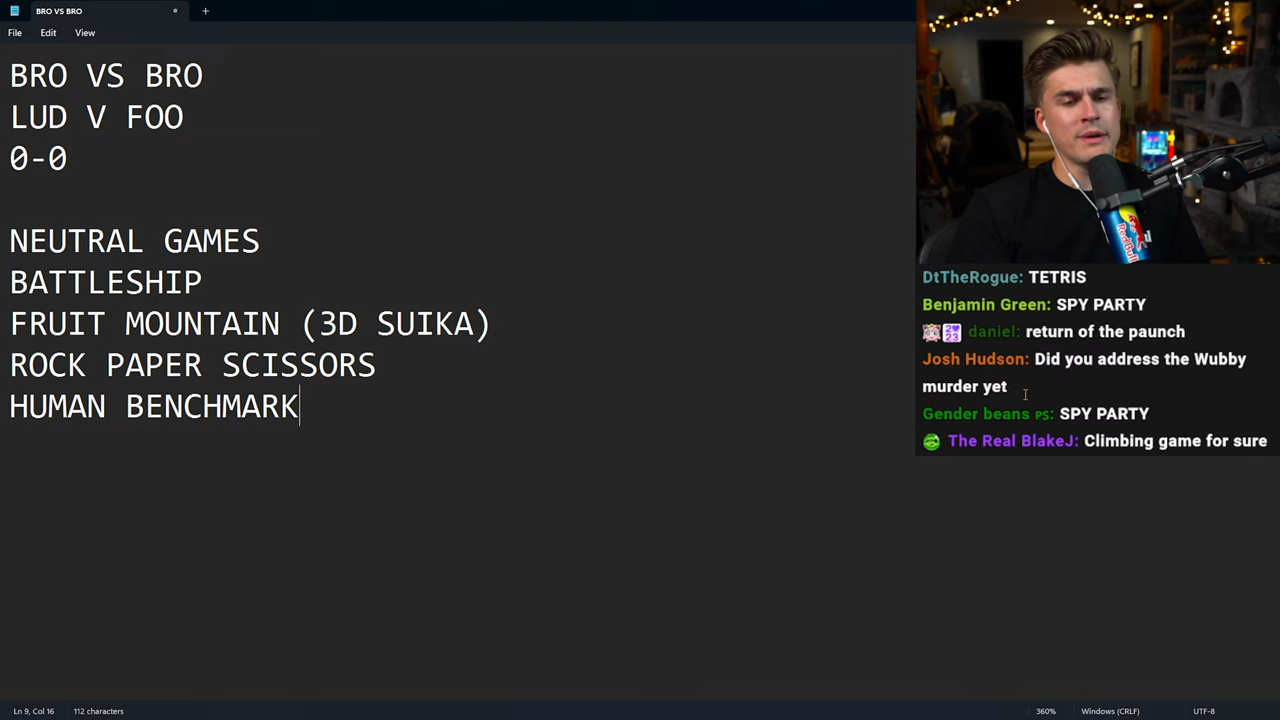 BRO VS BRO
File Edit View
BRO VS BRO
LUD V FOO
0-0
NEUTRAL GAMES
BATTLESHIP
FRUIT MOUNTAIN (3D SUIKA)
ROCK PAPER SCISSORS
HUMAN BENCHMARK
Red Bull
DtTheRogue: TETRIS
Benjamin Green: SPY PARTY
daniel: return of the paunch
Josh Hudson: Did you address the Wubby
murder yet
Gender beans PS: SPY PARTY
The Real BlakeJ: Climbing game for sure
Ln 9, Col 16 112 characters 360% Windows (CRLF) UTF-8